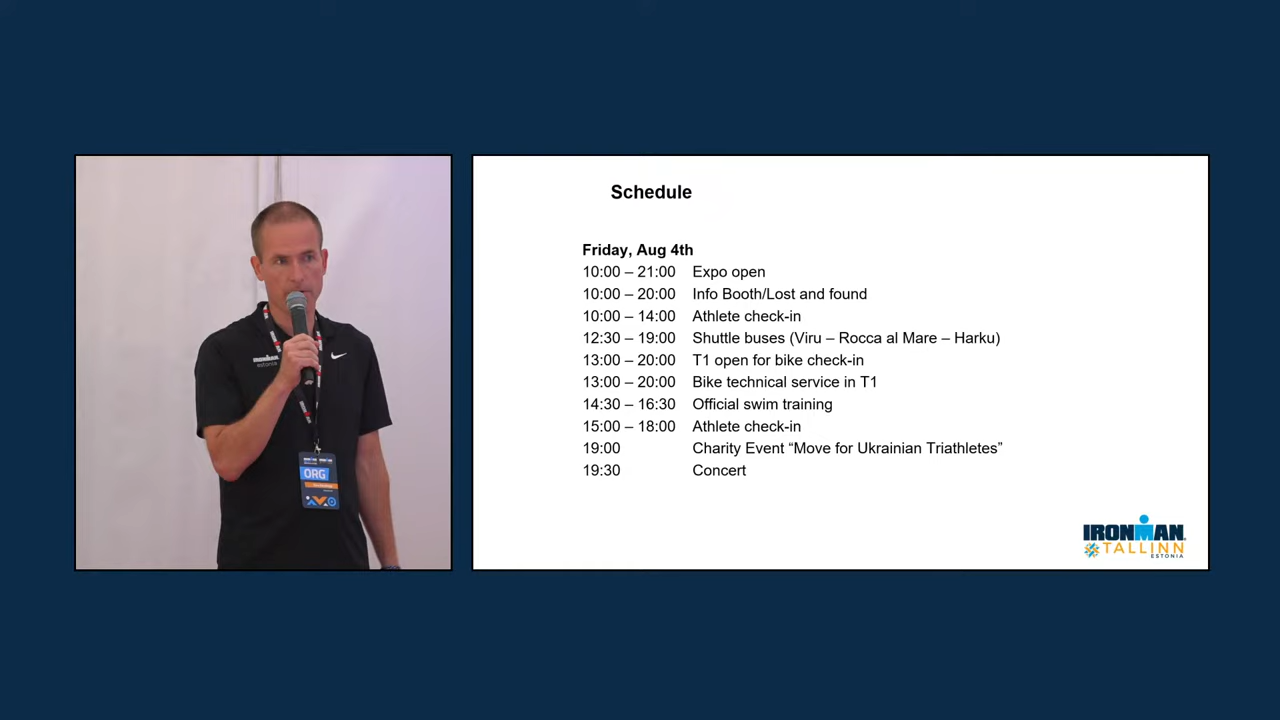 IRONMAN
estonia
ORG
Schedule
Friday, Aug 4th
10:00 – 21:00 Expo open
10:00 – 20:00 Info Booth/Lost and found
10:00 – 14:00 Athlete check-in
12:30 – 19:00 Shuttle buses (Viru – Rocca al Mare – Harku)
13:00 – 20:00 T1 open for bike check-in
13:00 – 20:00 Bike technical service in T1
14:30 – 16:30 Official swim training
15:00 – 18:00 Athlete check-in
19:00 Charity Event “Move for Ukrainian Triathletes”
19:30 Concert
IRONMAN
TALLINN
ESTONIA